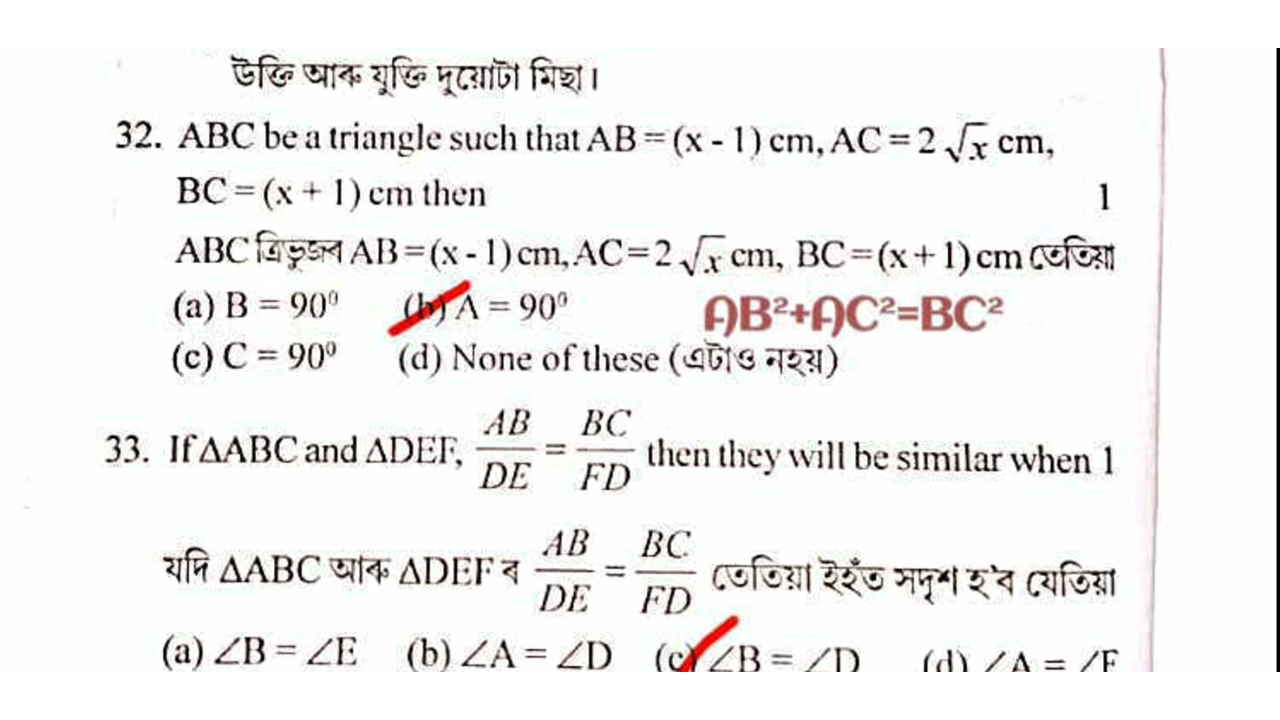 উক্তি আৰু যুক্তি দুয়োটা মিছা।
32. ABC be a triangle such that AB = (x - 1) cm, AC = 2 √x cm,
BC = (x + 1) cm then 1
ABC ত্ৰিভুজৰ AB = (x - 1) cm, AC = 2 √x cm, BC = (x + 1) cm তেতিয়া
(a) B = 90⁰ (b) A = 90⁰ AB²+AC²=BC²
(c) C = 90⁰ (d) None of these (এটাও নহয়)
33. If ΔABC and ΔDEF, AB/DE = BC/FD then they will be similar when 1
যদি ΔABC আৰু ΔDEF ৰ AB/DE = BC/FD তেতিয়া ইহঁত সদৃশ হ'ব যেতিয়া
(a) ∠B = ∠E (b) ∠A = ∠D (c) ∠B = ∠D (d) ∠A = ∠F